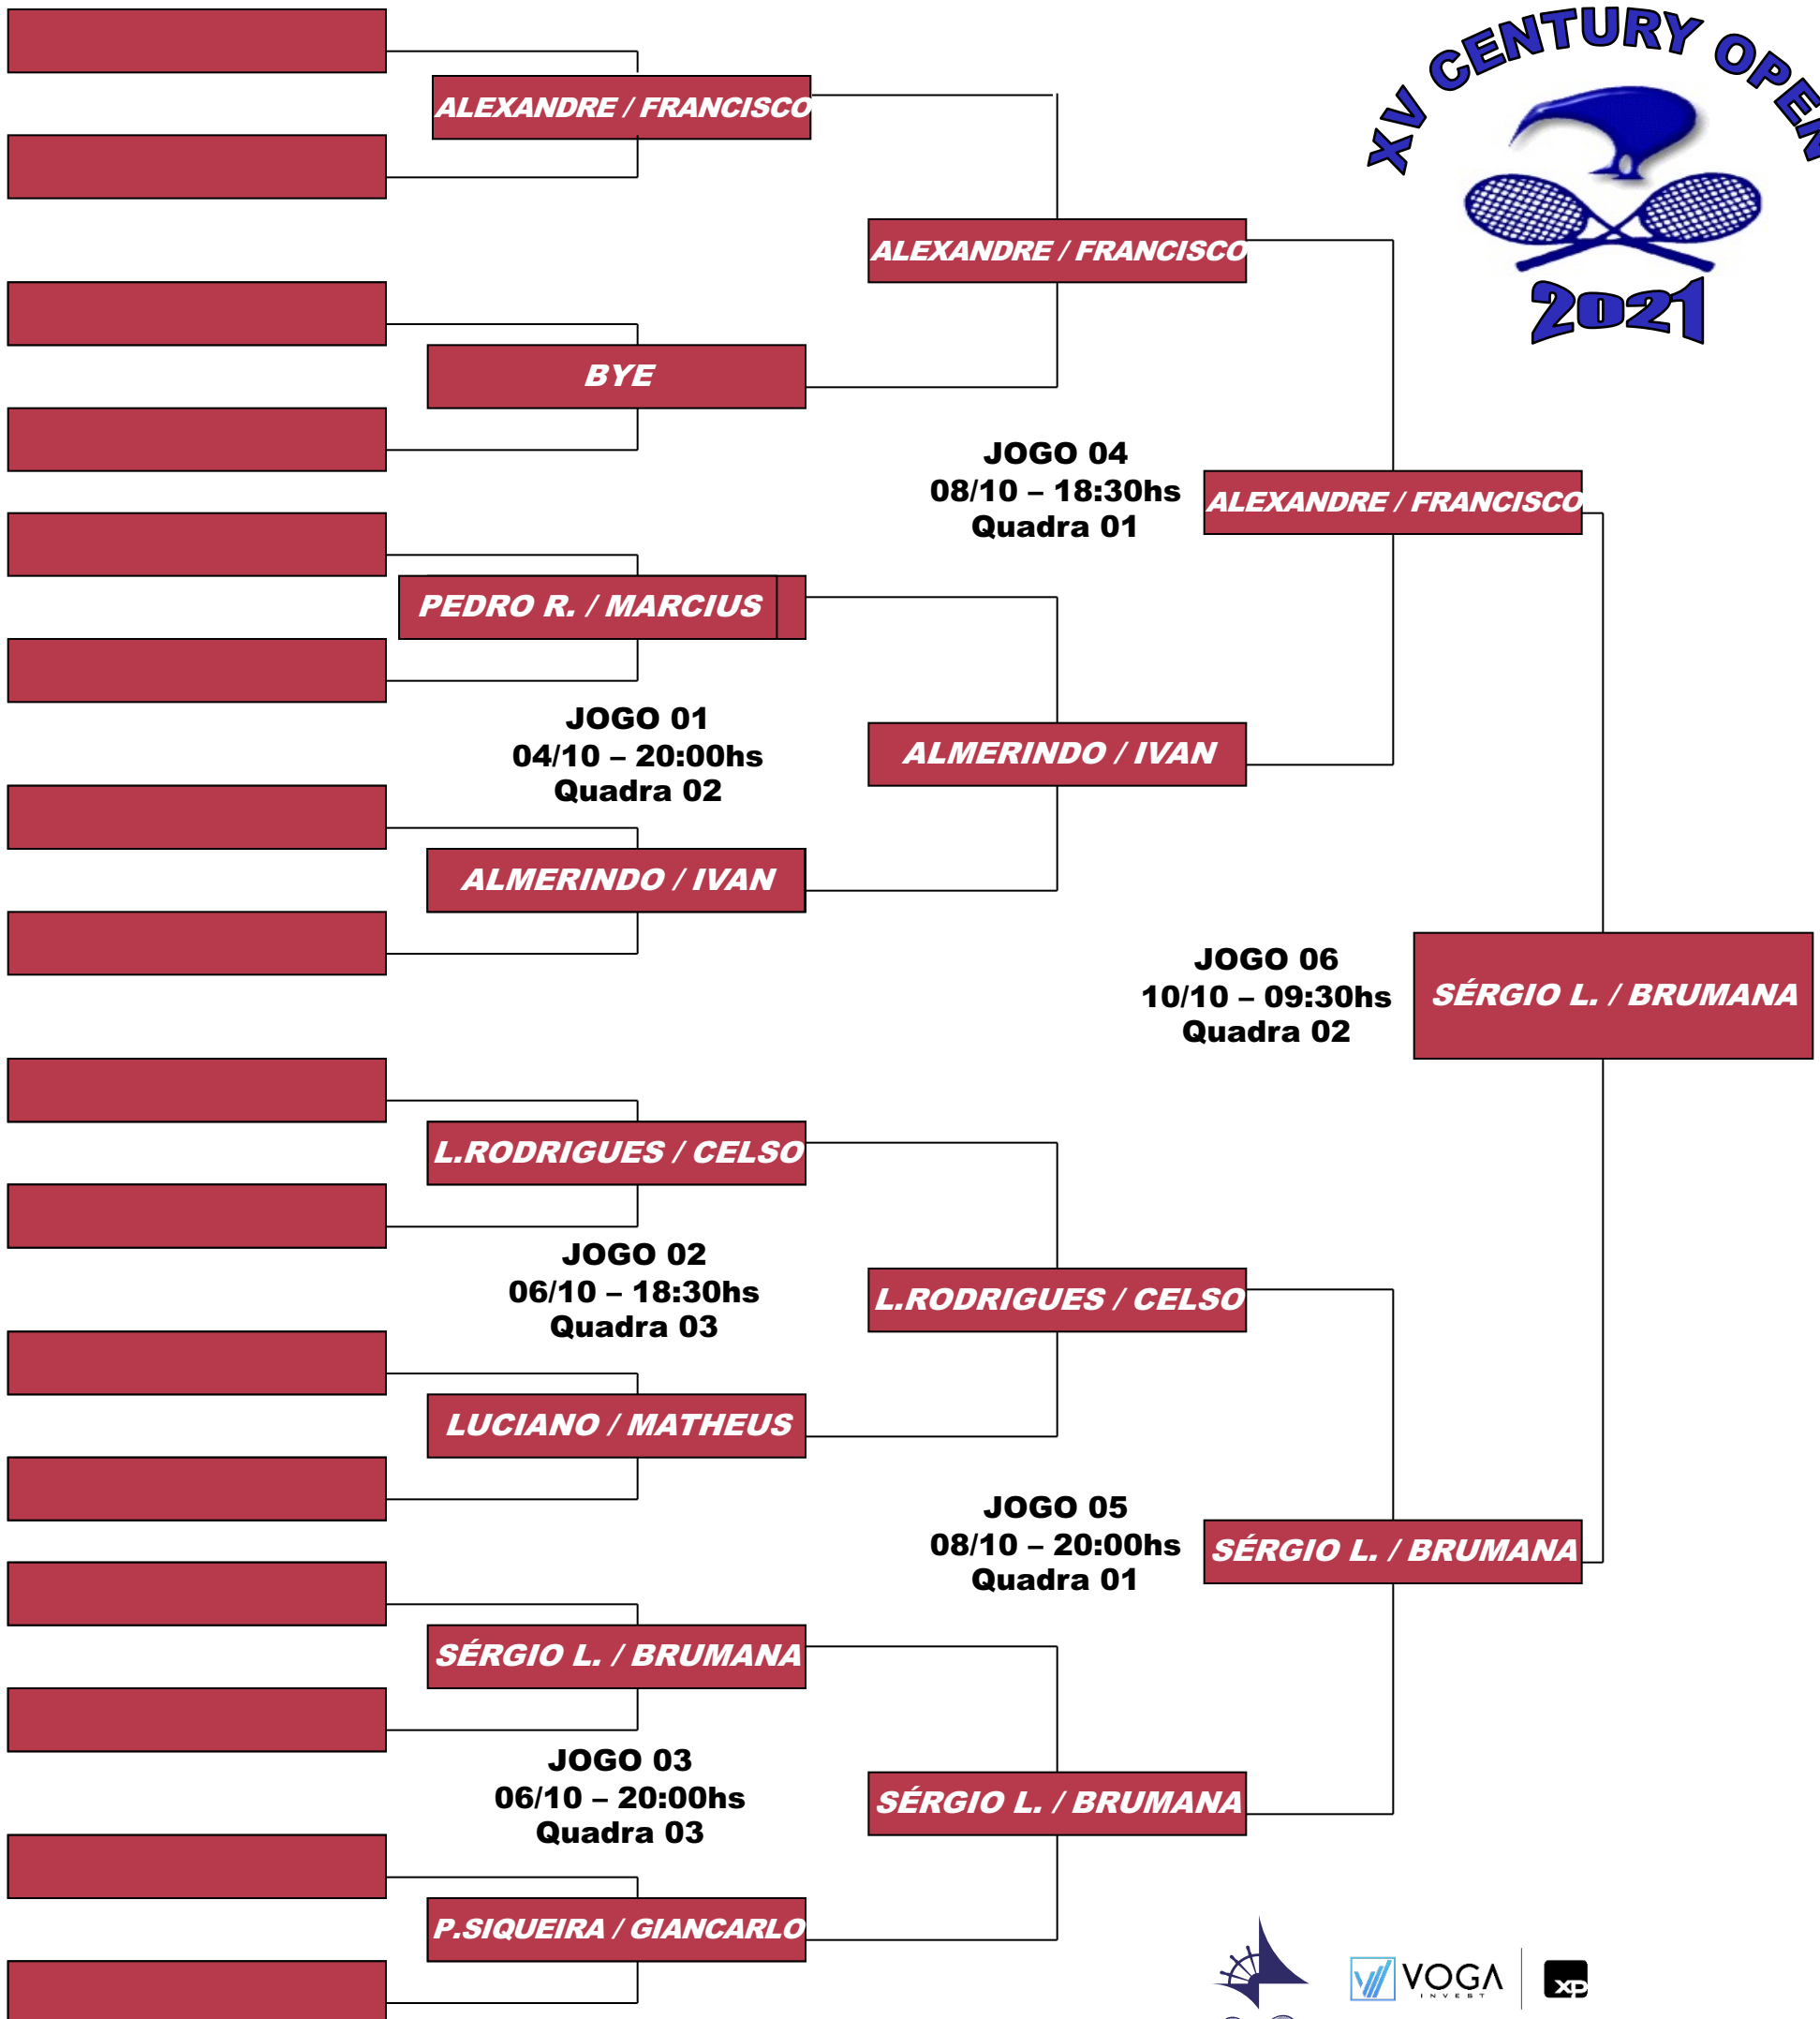 XV CENTURY OPEN
2021
ALEXANDRE / FRANCISCO
ALEXANDRE / FRANCISCO
BYE
JOGO 04
08/10 – 18:30hs
Quadra 01
ALEXANDRE / FRANCISCO
PEDRO R. / MARCIUS
JOGO 01
04/10 – 20:00hs
Quadra 02
ALMERINDO / IVAN
ALMERINDO / IVAN
JOGO 06
10/10 – 09:30hs
Quadra 02
SÉRGIO L. / BRUMANA
L.RODRIGUES / CELSO
JOGO 02
06/10 – 18:30hs
Quadra 03
L.RODRIGUES / CELSO
LUCIANO / MATHEUS
JOGO 05
08/10 – 20:00hs
Quadra 01
SÉRGIO L. / BRUMANA
SÉRGIO L. / BRUMANA
JOGO 03
06/10 – 20:00hs
Quadra 03
SÉRGIO L. / BRUMANA
P.SIQUEIRA / GIANCARLO
VOGA
INVEST
xp